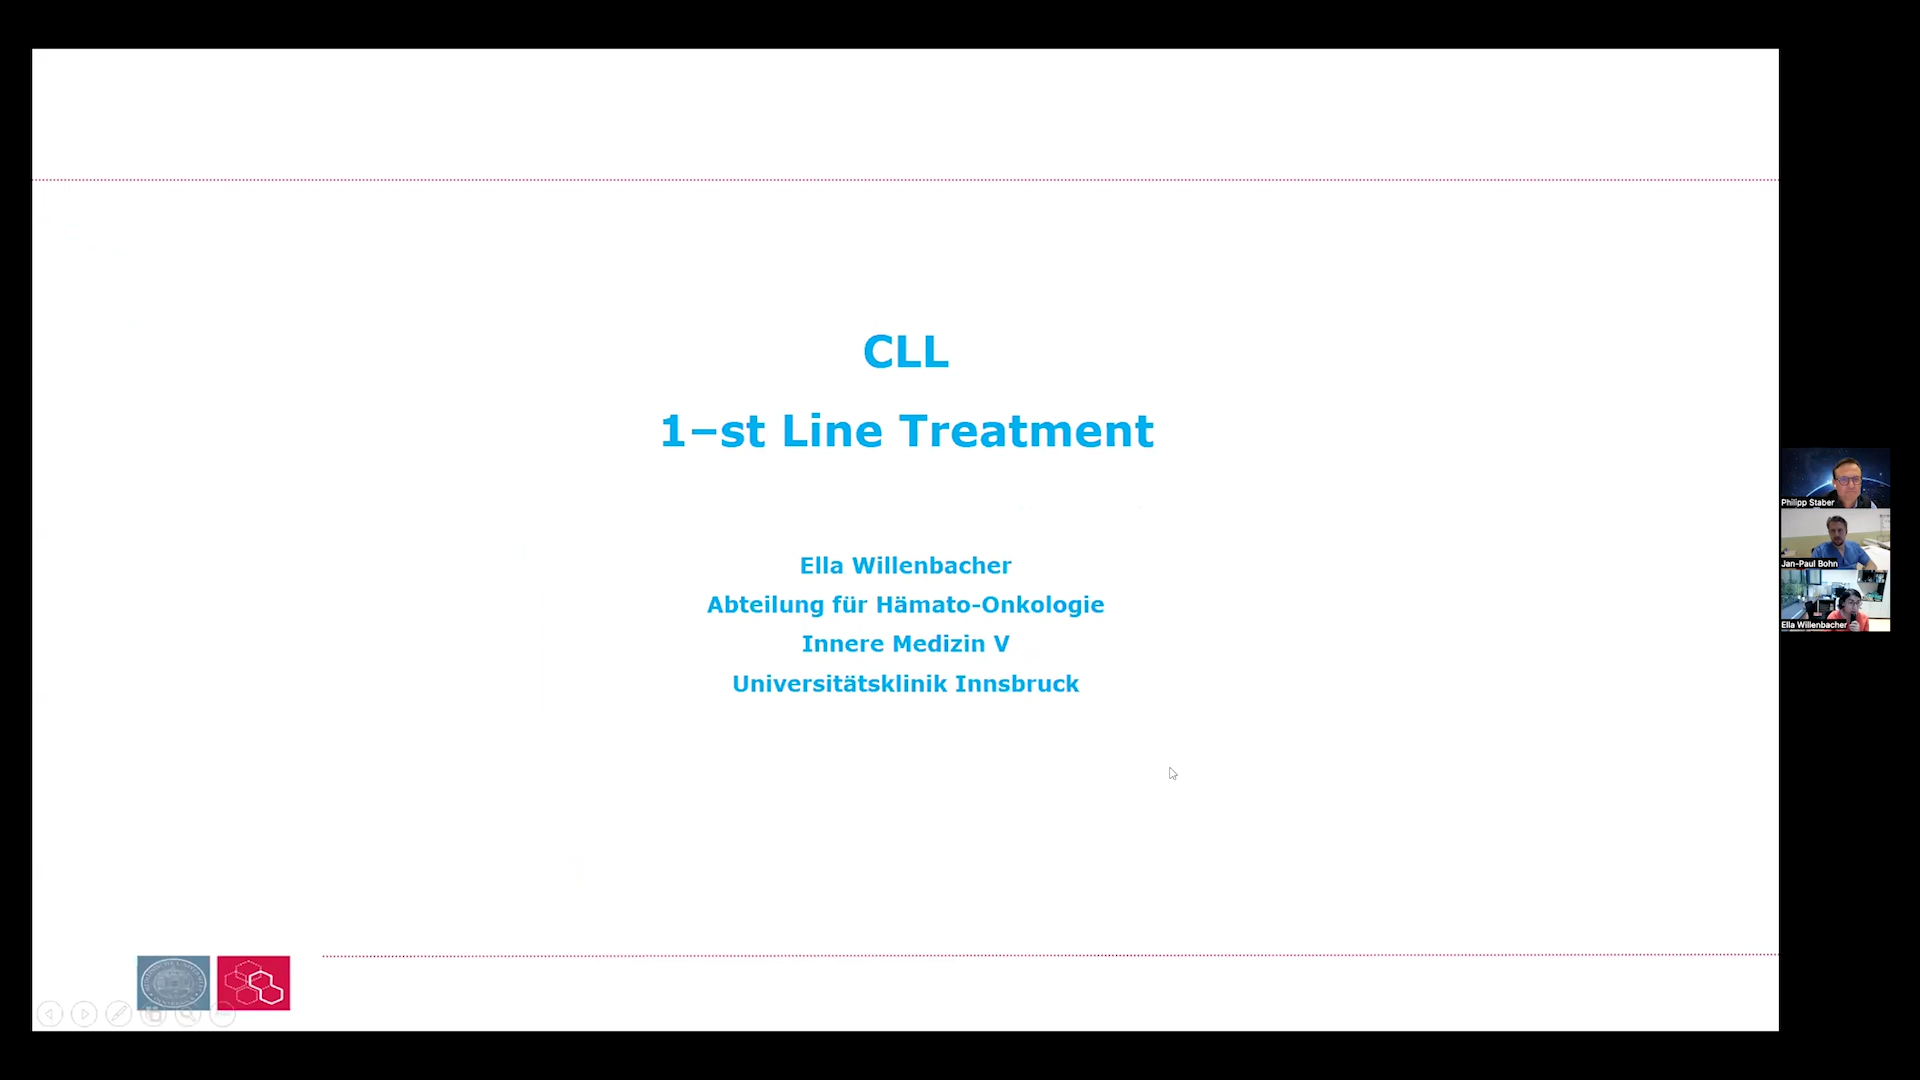 CLL
1–st Line Treatment
Ella Willenbacher
Abteilung für Hämato-Onkologie
Innere Medizin V
Universitätsklinik Innsbruck
Philipp Staber
Jan-Paul Bohn
Ella Willenbacher